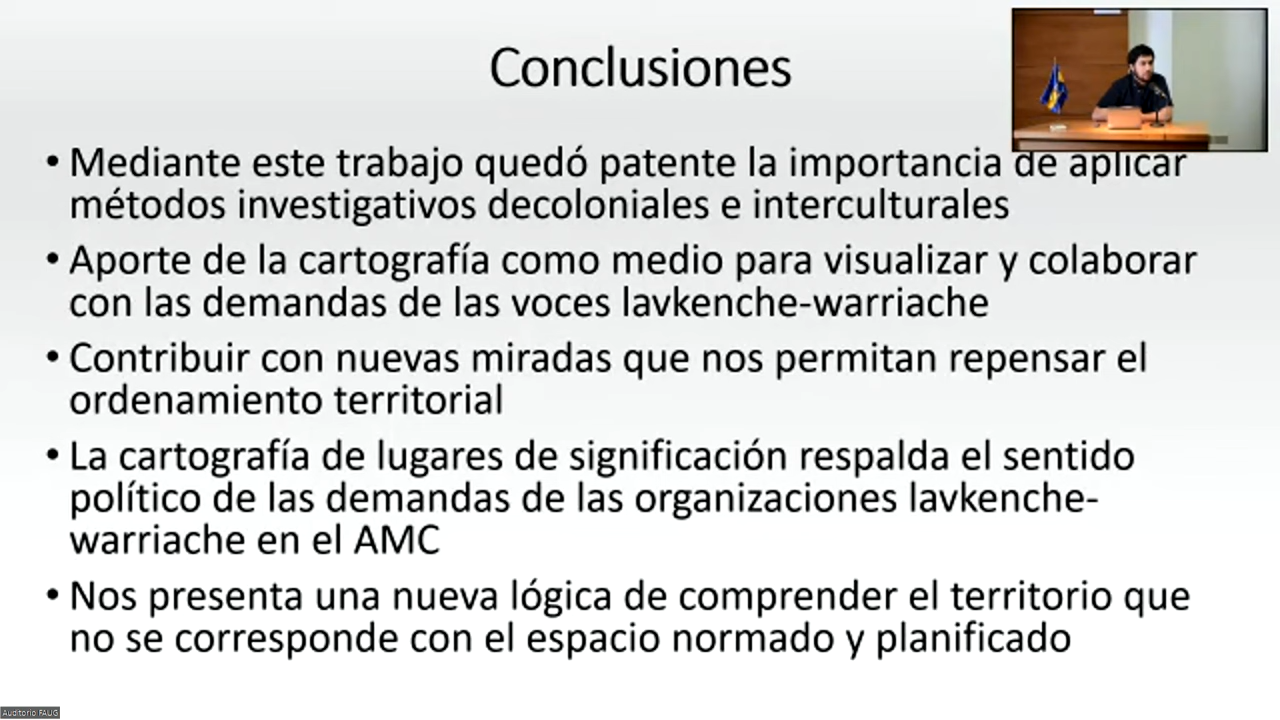 Conclusiones
• Mediante este trabajo quedó patente la importancia de aplicar
métodos investigativos decoloniales e interculturales
• Aporte de la cartografía como medio para visualizar y colaborar
con las demandas de las voces lavkenche-warriache
• Contribuir con nuevas miradas que nos permitan repensar el
ordenamiento territorial
• La cartografía de lugares de significación respalda el sentido
político de las demandas de las organizaciones lavkenche-
warriache en el AMC
• Nos presenta una nueva lógica de comprender el territorio que
no se corresponde con el espacio normado y planificado
Auditorio FAUG